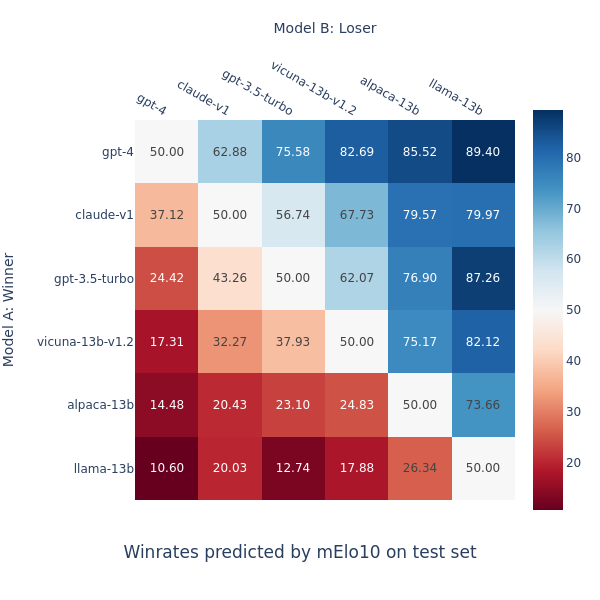 Model B: Loser
gpt-4 claude-v1 gpt-3.5-turbo vicuna-13b-v1.2 alpaca-13b llama-13b
Model A: Winner
gpt-4 50.00 62.88 75.58 82.69 85.52 89.40
claude-v1 37.12 50.00 56.74 67.73 79.57 79.97
gpt-3.5-turbo 24.42 43.26 50.00 62.07 76.90 87.26
vicuna-13b-v1.2 17.31 32.27 37.93 50.00 75.17 82.12
alpaca-13b 14.48 20.43 23.10 24.83 50.00 73.66
llama-13b 10.60 20.03 12.74 17.88 26.34 50.00
80
70
60
50
40
30
20
Winrates predicted by mElo10 on test set